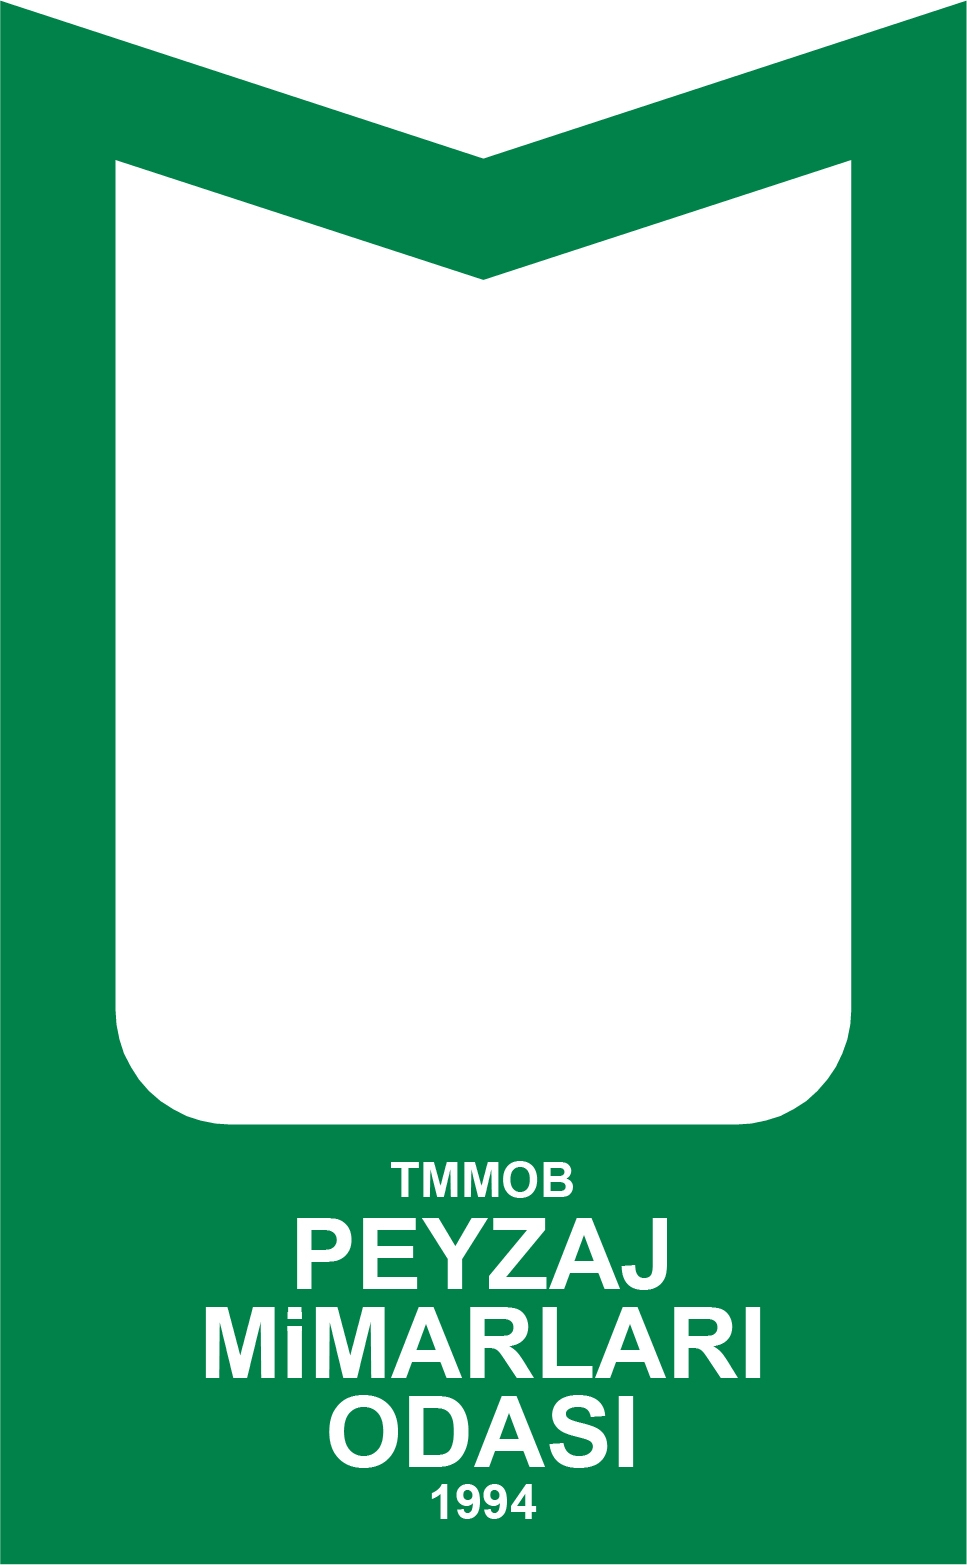 TMMOB
PEYZAJ
MiMARLARI
ODASI
1994